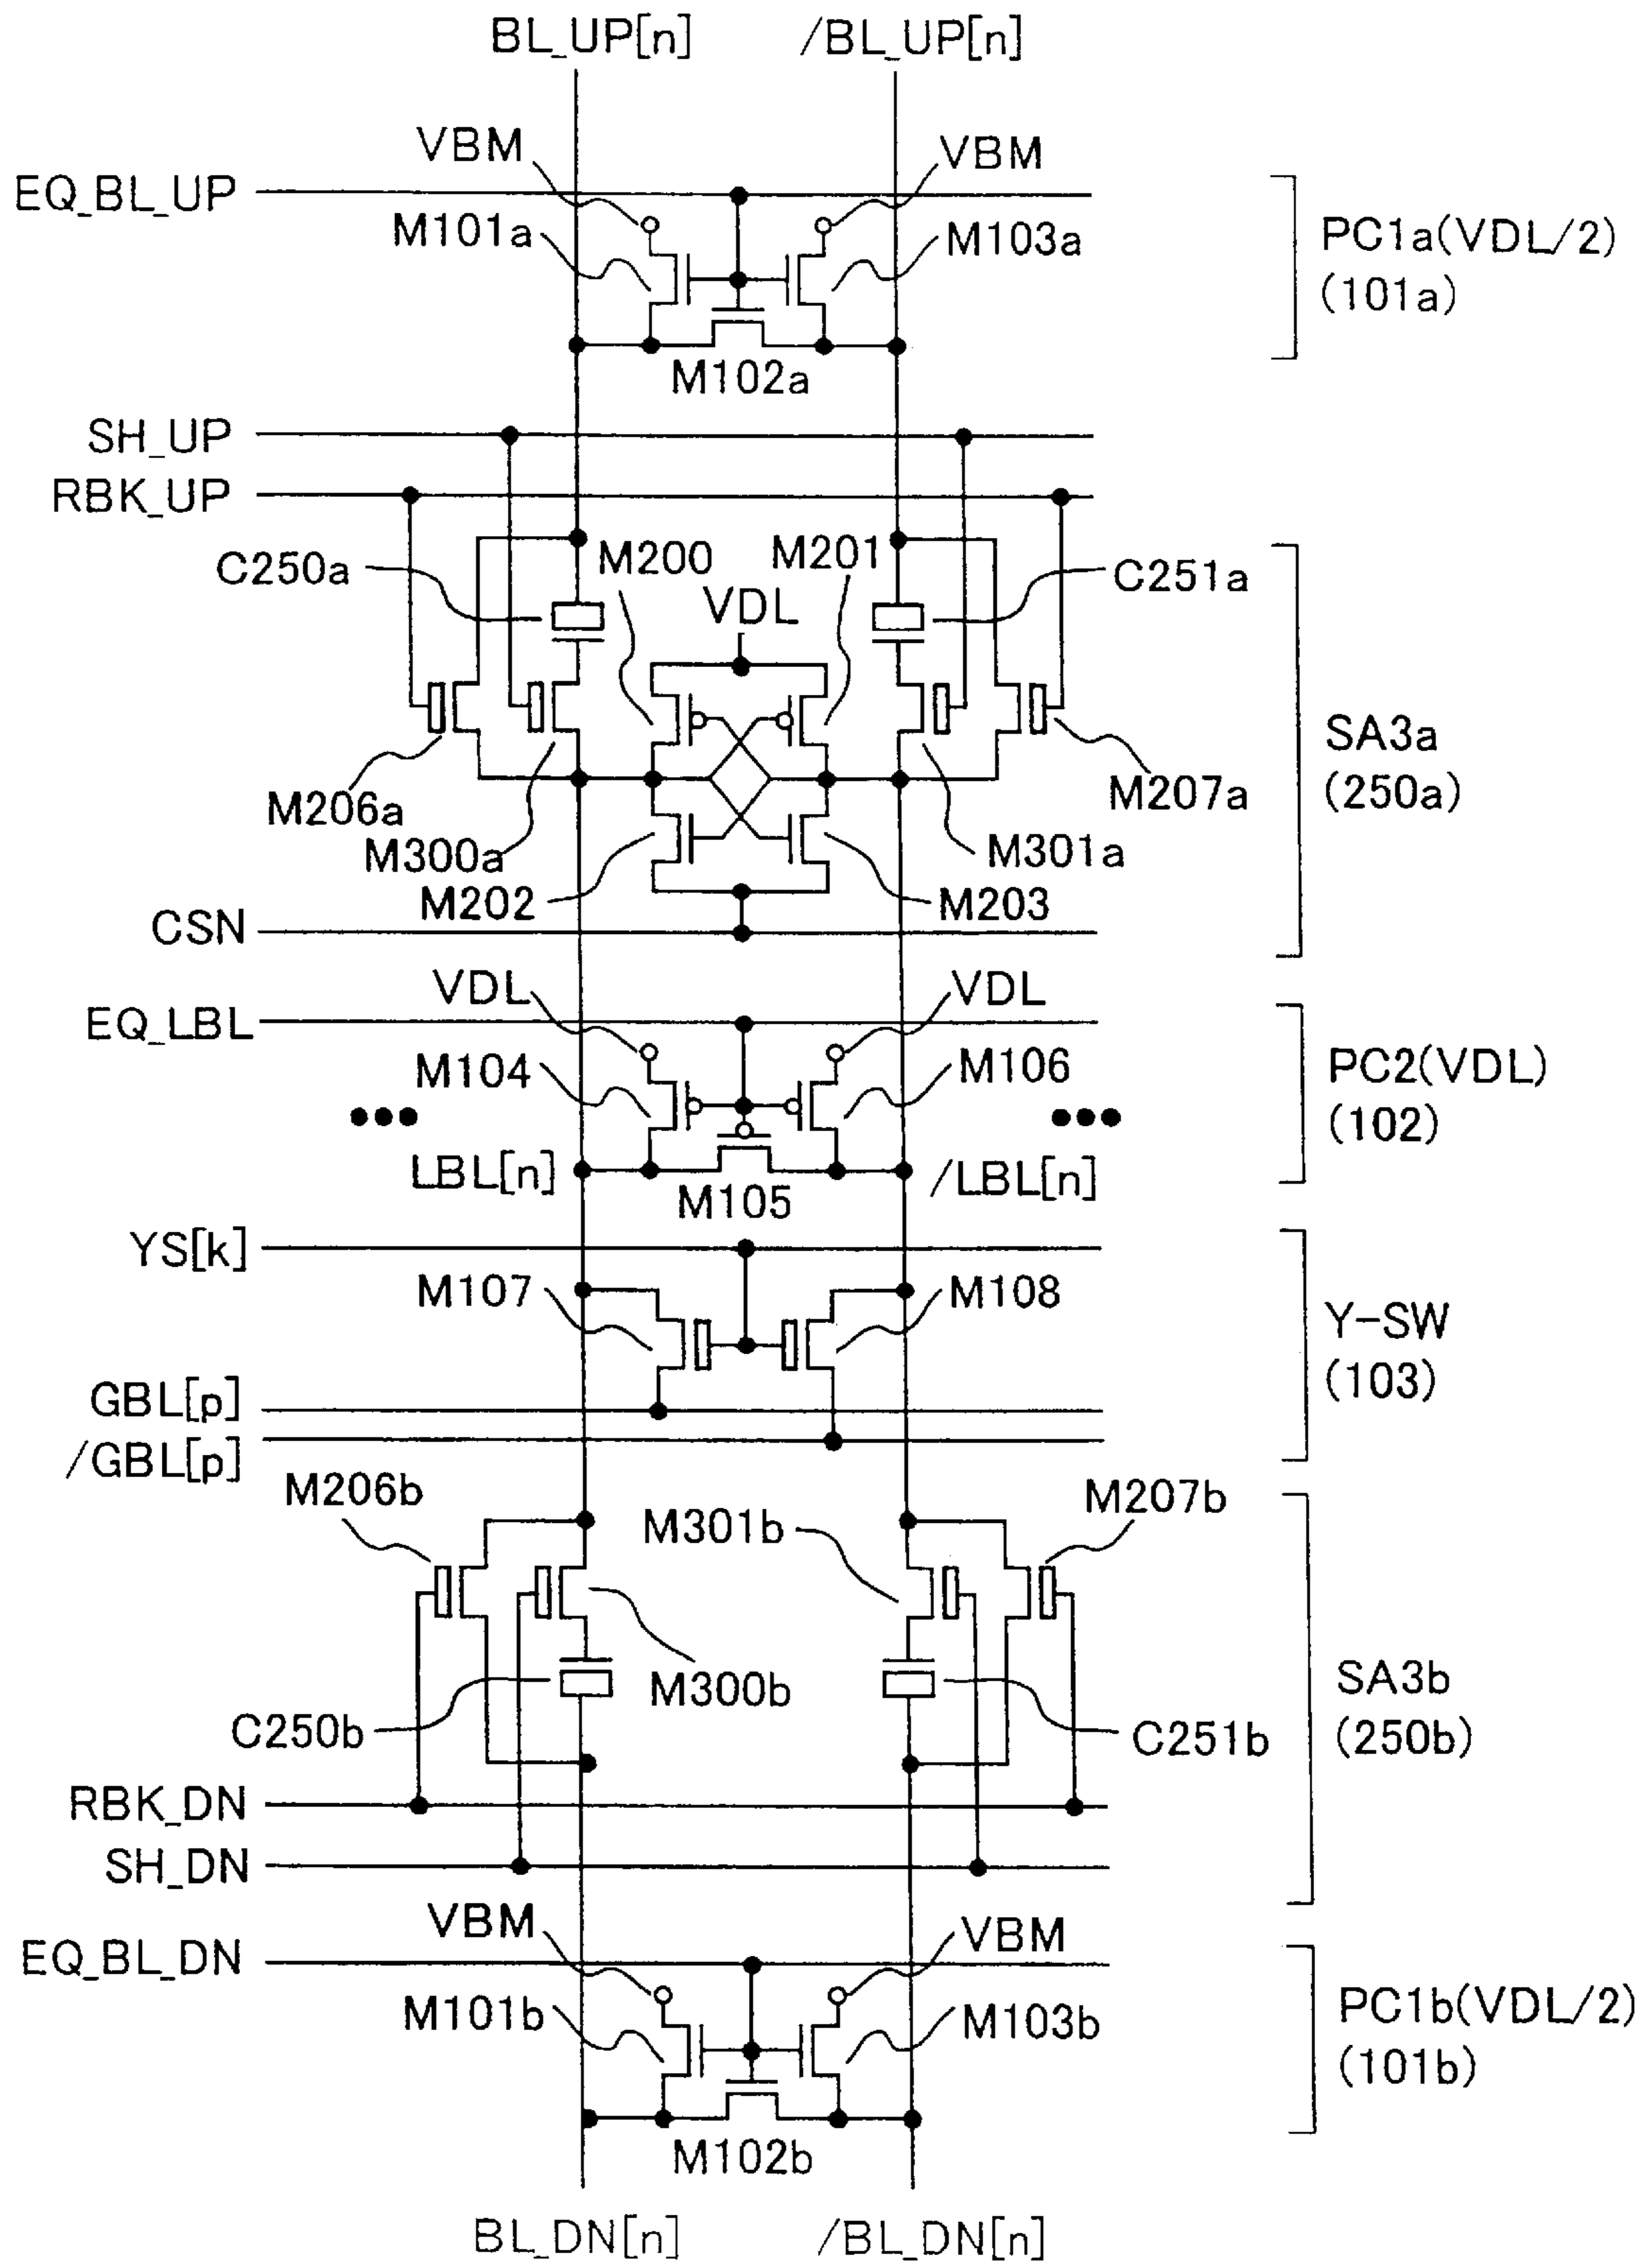 BL_UP[n] /BL_UP[n]
VBM VBM
EQ_BL_UP
M101a M103a
PC1a(VDL/2)
(101a)
M102a
SH_UP
RBK_UP
C250a M200 M201 C251a
VDL
SA3a
(250a)
M206a M207a
M300a M301a
M202 M203
CSN
VDL VDL
EQ_LBL
M104 M106
PC2(VDL)
(102)
LBL[n] /LBL[n]
M105
YS[k]
M107 M108
Y-SW
(103)
GBL[p]
/GBL[p]
M206b M301b M207b
M300b
SA3b
(250b)
C250b C251b
RBK_DN
SH_DN
VBM VBM
EQ_BL_DN
M101b M103b
PC1b(VDL/2)
(101b)
M102b
BL_DN[n] /BL_DN[n]